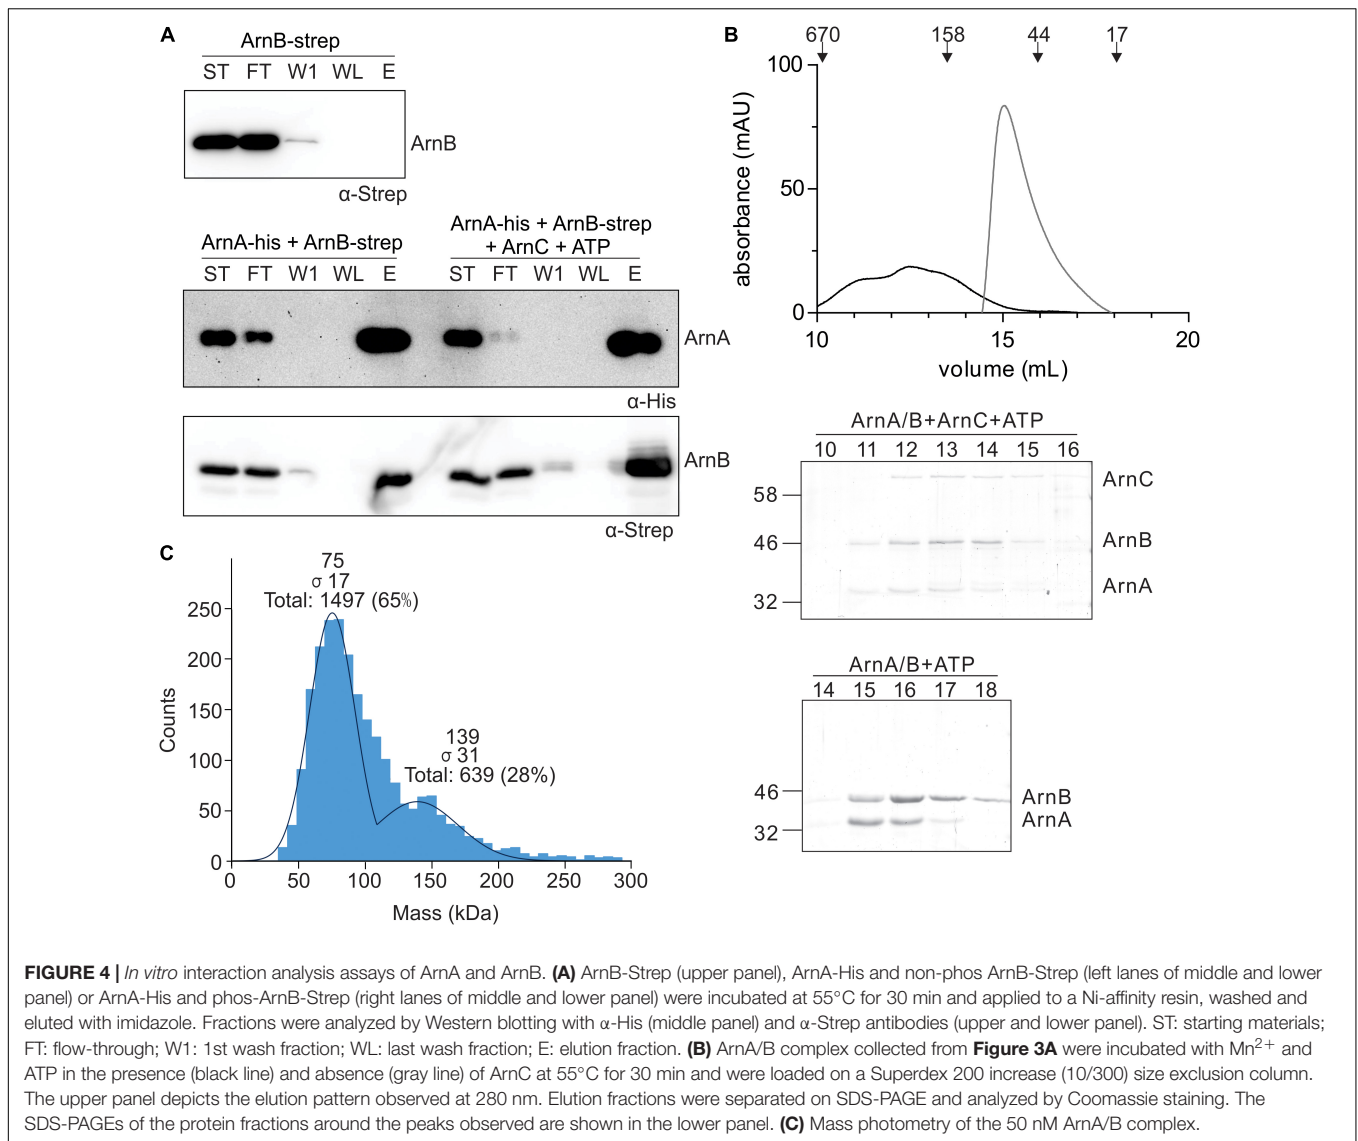 A
ArnB-strep
ST FT W1 WL E
ArnB
α-Strep
ArnA-his + ArnB-strep
ArnA-his + ArnB-strep
+ ArnC + ATP
ST FT W1 WL E ST FT W1 WL E
ArnA
α-His
ArnB
α-Strep
B
670 158 44 17
100
50
0
absorbance (mAU)
10 15 20
volume (mL)
ArnA/B+ArnC+ATP
10 11 12 13 14 15 16
58
46
32
ArnC
ArnB
ArnA
ArnA/B+ATP
14 15 16 17 18
46
32
ArnB
ArnA
C
75
σ 17
Total: 1497 (65%)
139
σ 31
Total: 639 (28%)
250
200
150
100
50
0
Counts
0 50 100 150 200 250 300
Mass (kDa)
FIGURE 4 | In vitro interaction analysis assays of ArnA and ArnB. (A) ArnB-Strep (upper panel), ArnA-His and non-phos ArnB-Strep (left lanes of middle and lower
panel) or ArnA-His and phos-ArnB-Strep (right lanes of middle and lower panel) were incubated at 55°C for 30 min and applied to a Ni-affinity resin, washed and
eluted with imidazole. Fractions were analyzed by Western blotting with α-His (middle panel) and α-Strep antibodies (upper and lower panel). ST: starting materials;
FT: flow-through; W1: 1st wash fraction; WL: last wash fraction; E: elution fraction. (B) ArnA/B complex collected from Figure 3A were incubated with Mn2+ and
ATP in the presence (black line) and absence (gray line) of ArnC at 55°C for 30 min and were loaded on a Superdex 200 increase (10/300) size exclusion column.
The upper panel depicts the elution pattern observed at 280 nm. Elution fractions were separated on SDS-PAGE and analyzed by Coomassie staining. The
SDS-PAGEs of the protein fractions around the peaks observed are shown in the lower panel. (C) Mass photometry of the 50 nM ArnA/B complex.